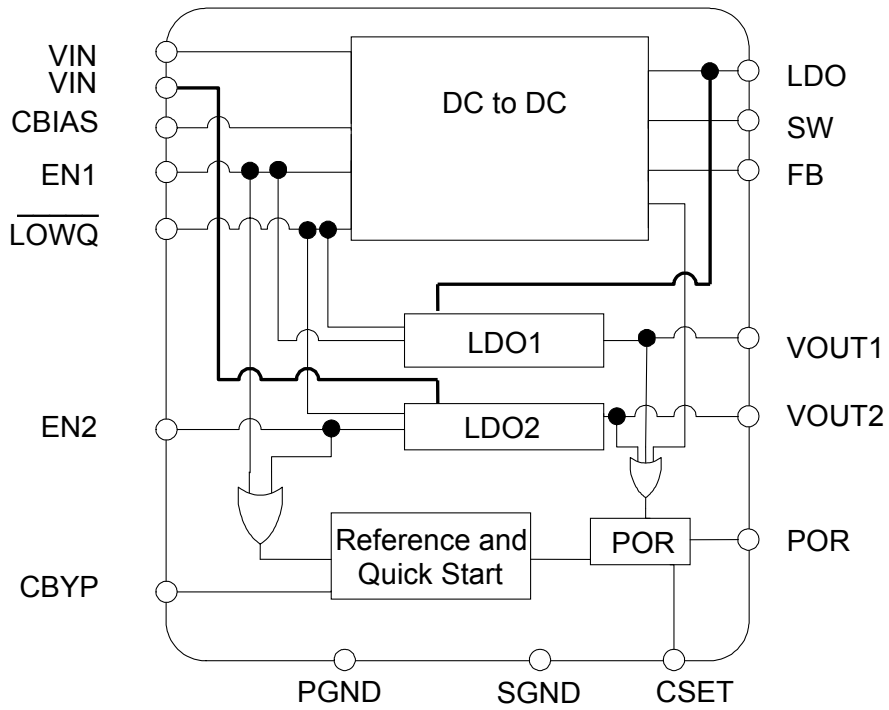 VIN
VIN
CBIAS
EN1
LOWQ
EN2
CBYP
DC to DC
LDO1
LDO2
Reference and
Quick Start
POR
LDO
SW
FB
VOUT1
VOUT2
POR
PGND
SGND
CSET